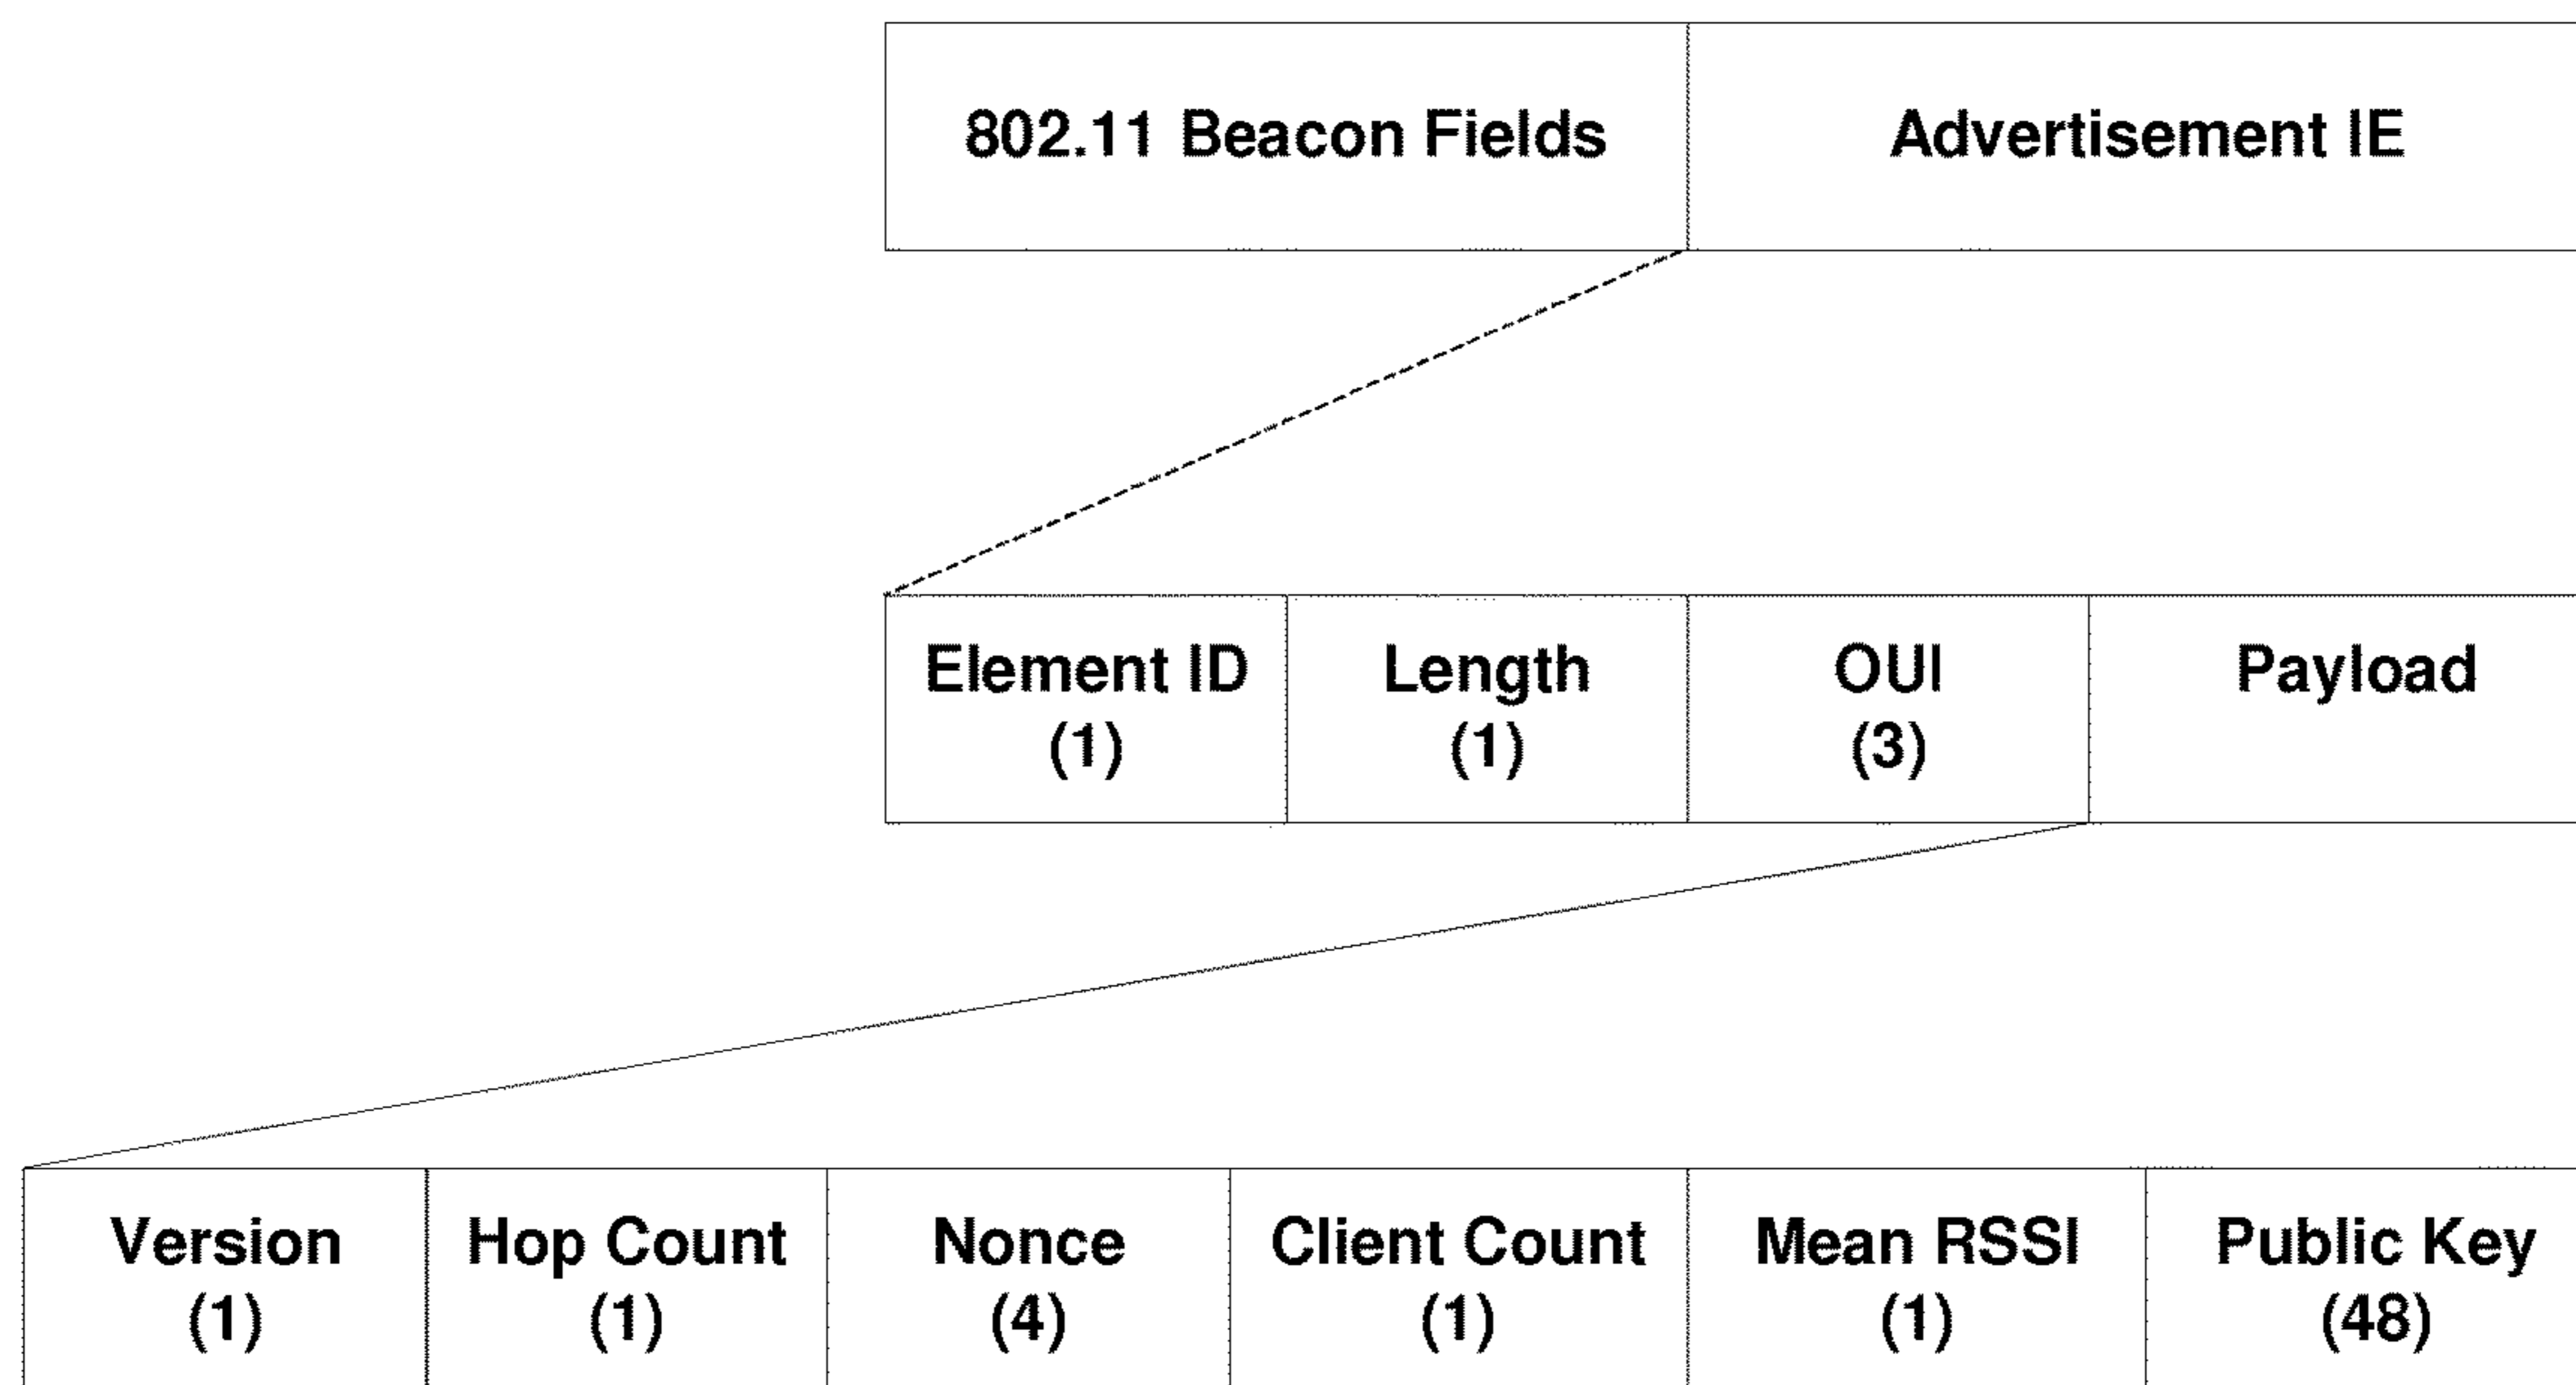 802.11 Beacon Fields Advertisement IE
Element ID Length OUI Payload
(1) (1) (3)
Version Hop Count Nonce Client Count Mean RSSI Public Key
(1) (1) (4) (1) (1) (48)